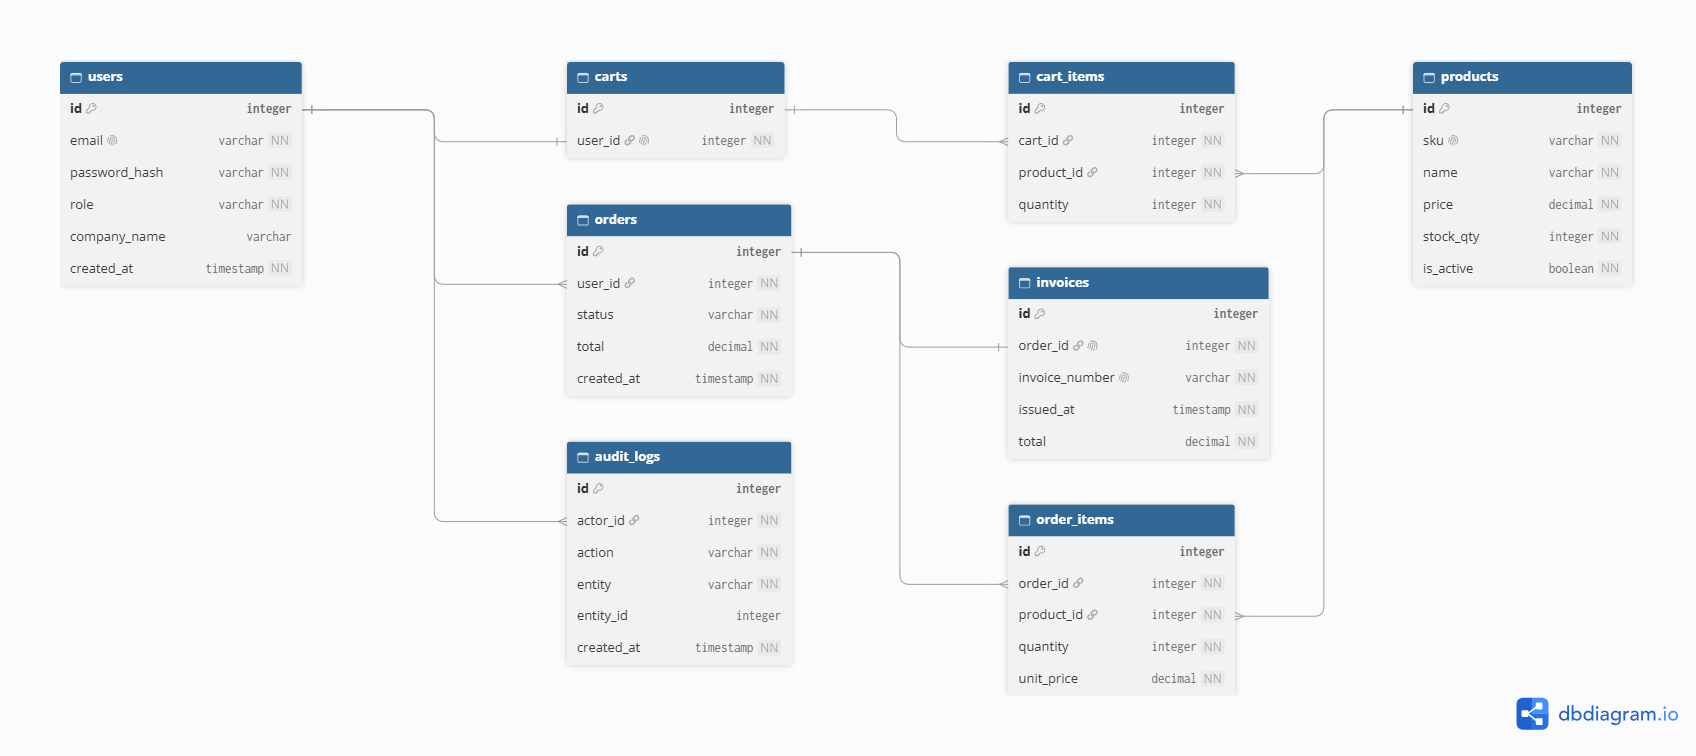 users
id integer
email varchar NN
password_hash varchar NN
role varchar NN
company_name varchar
created_at timestamp NN
carts
id integer
user_id integer NN
orders
id integer
user_id integer NN
status varchar NN
total decimal NN
created_at timestamp NN
audit_logs
id integer
actor_id integer NN
action varchar NN
entity varchar NN
entity_id integer
created_at timestamp NN
cart_items
id integer
cart_id integer NN
product_id integer NN
quantity integer NN
invoices
id integer
order_id integer NN
invoice_number varchar NN
issued_at timestamp NN
total decimal NN
order_items
id integer
order_id integer NN
product_id integer NN
quantity integer NN
unit_price decimal NN
products
id integer
sku varchar NN
name varchar NN
price decimal NN
stock_qty integer NN
is_active boolean NN
dbdiagram.io